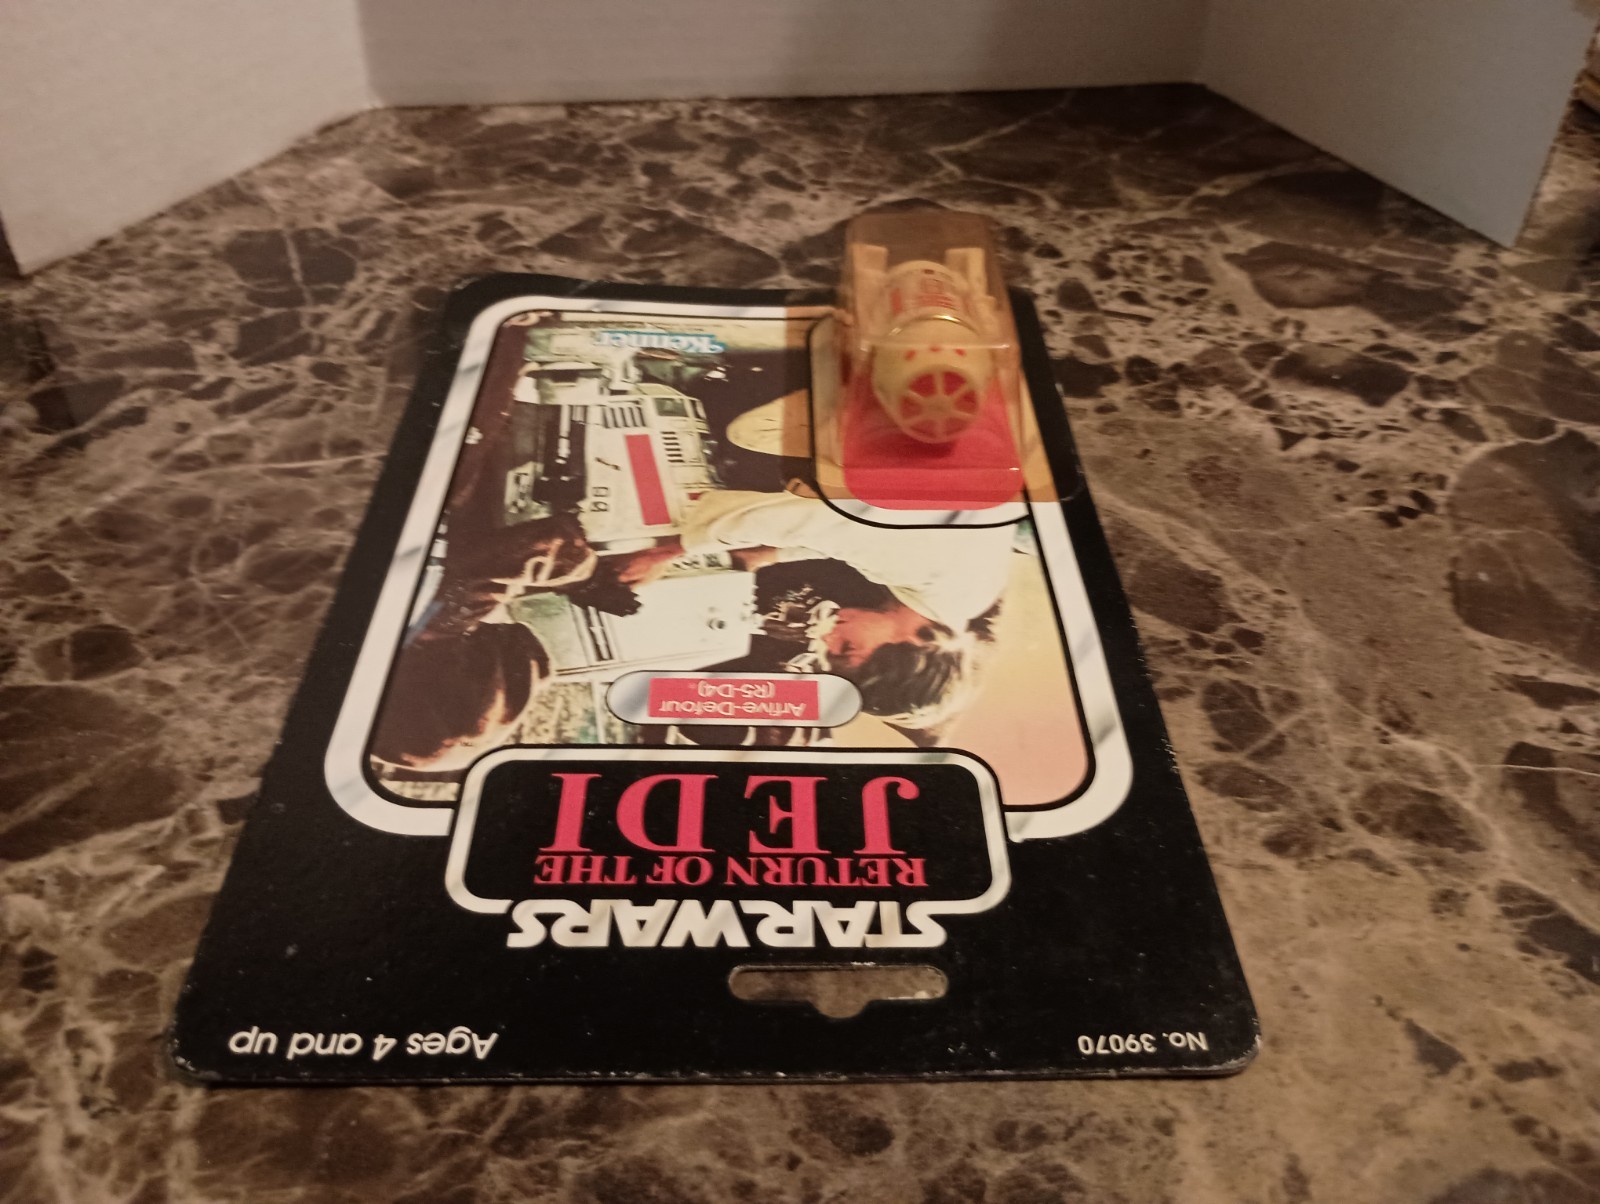 No. 39070
Ages 4 and up
STAR WARS
RETURN OF THE
JEDI
Arfive-Defour
(R5-D4)
Kenner